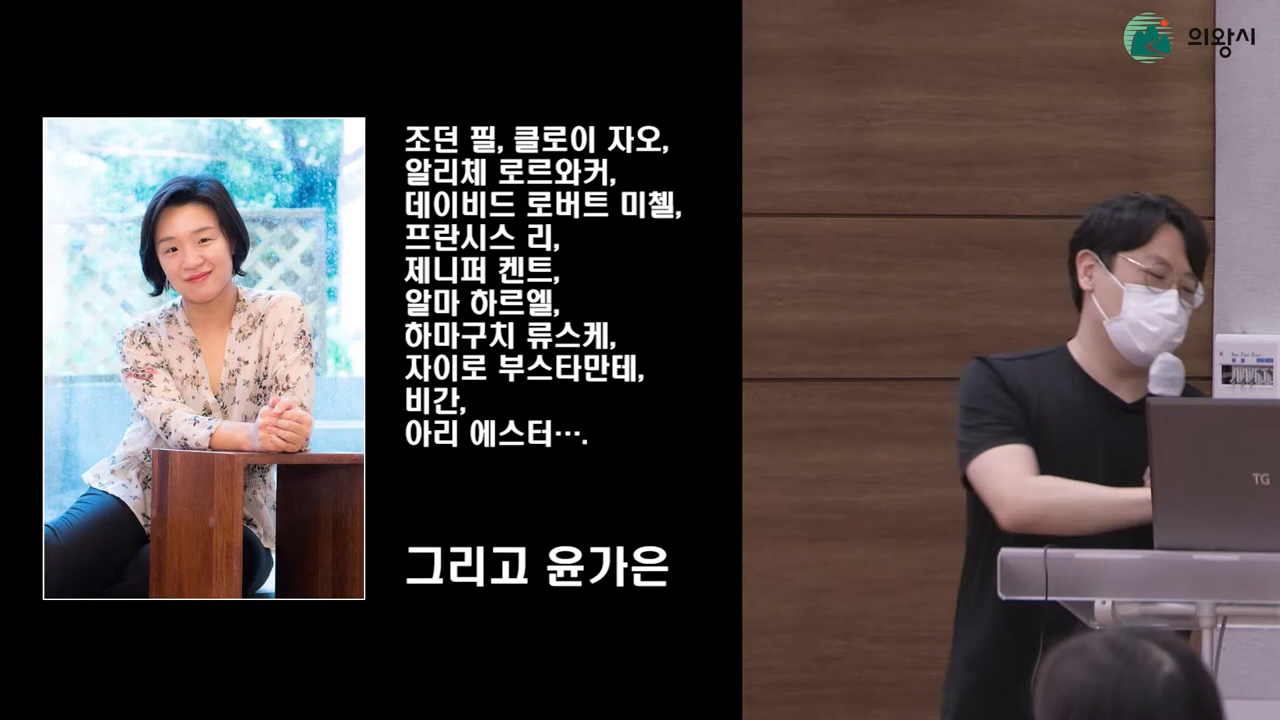 조던 필, 클로이 자오,
알리체 로르와커,
데이비드 로버트 미첼,
프란시스 리,
제니퍼 켄트,
알마 하르엘,
하마구치 류스케,
자이로 부스타만테,
비간,
아리 에스터….
그리고 윤가은
의왕시
TG